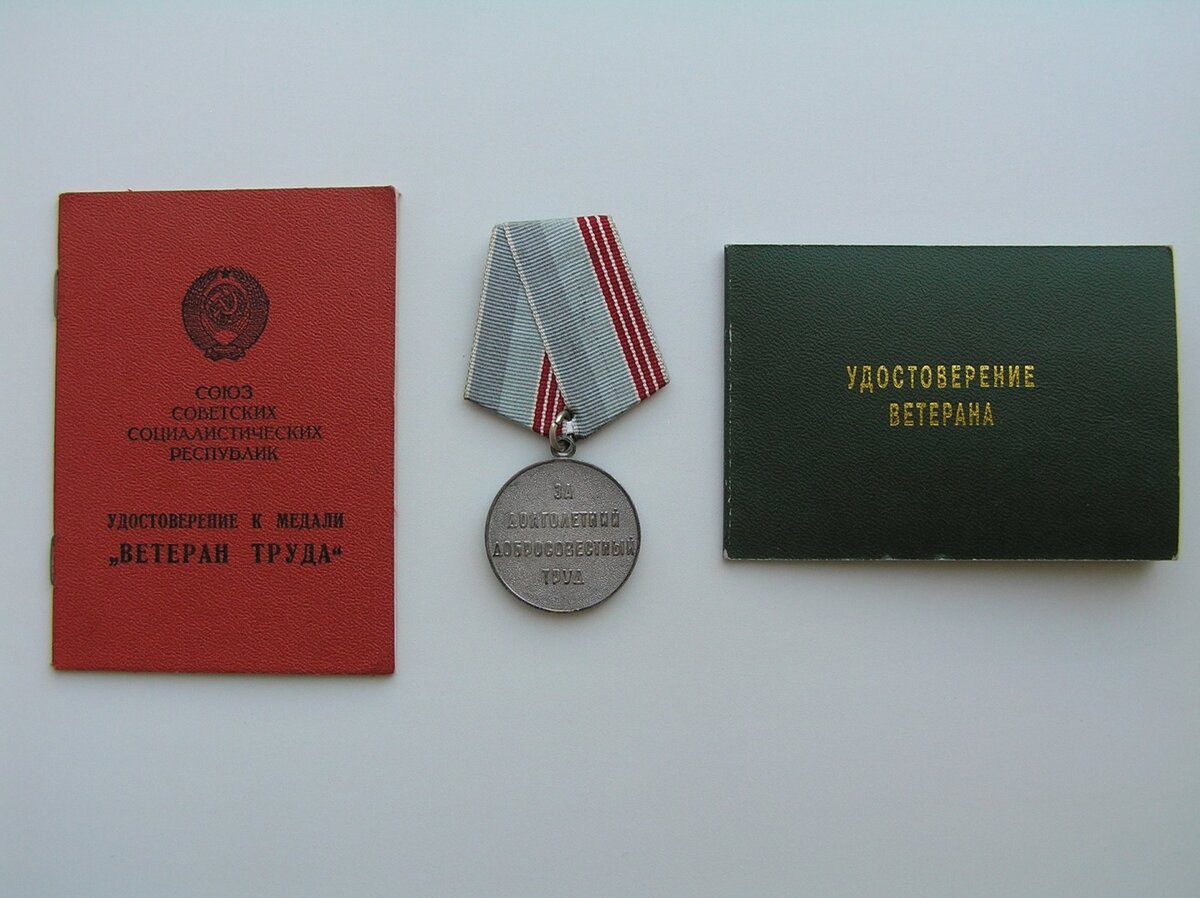 СОЮЗ
СОВЕТСКИХ
СОЦИАЛИСТИЧЕСКИХ
РЕСПУБЛИК
УДОСТОВЕРЕНИЕ К МЕДАЛИ
„ВЕТЕРАН ТРУДА“
ЗА
ДОЛГОЛЕТНИЙ
ДОБРОСОВЕСТНЫЙ
ТРУД
УДОСТОВЕРЕНИЕ
ВЕТЕРАНА